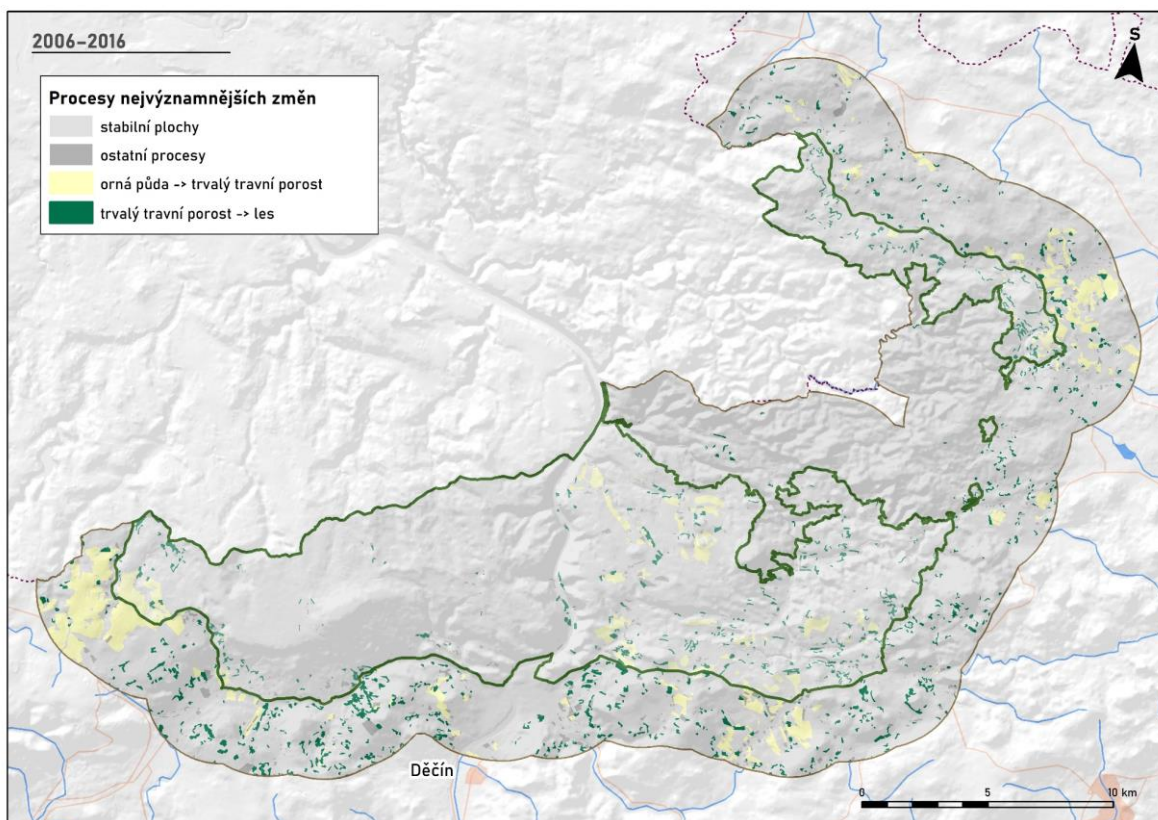 2006–2016
S
Procesy nejvýznamnějších změn
stabilní plochy
ostatní procesy
orná půda -> trvalý travní porost
trvalý travní porost -> les
Děčín
0 5 10 km